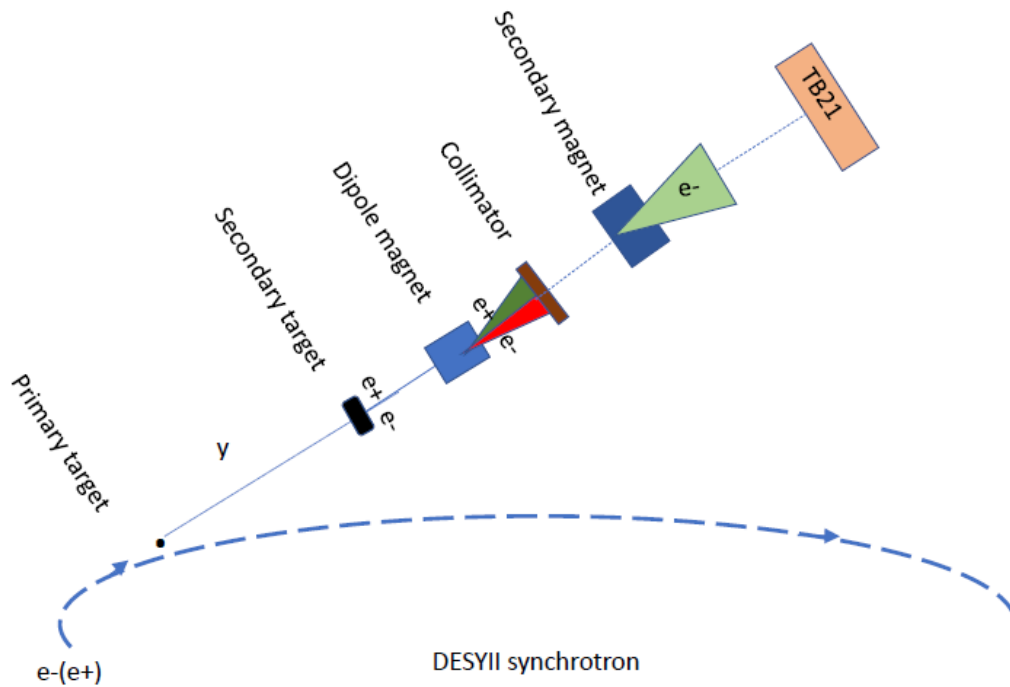 Primary target
Secondary target
Dipole magnet
Collimator
Secondary magnet
TB21
e-
e+
e-
e+
e-
y
e-(e+)
DESYII synchrotron